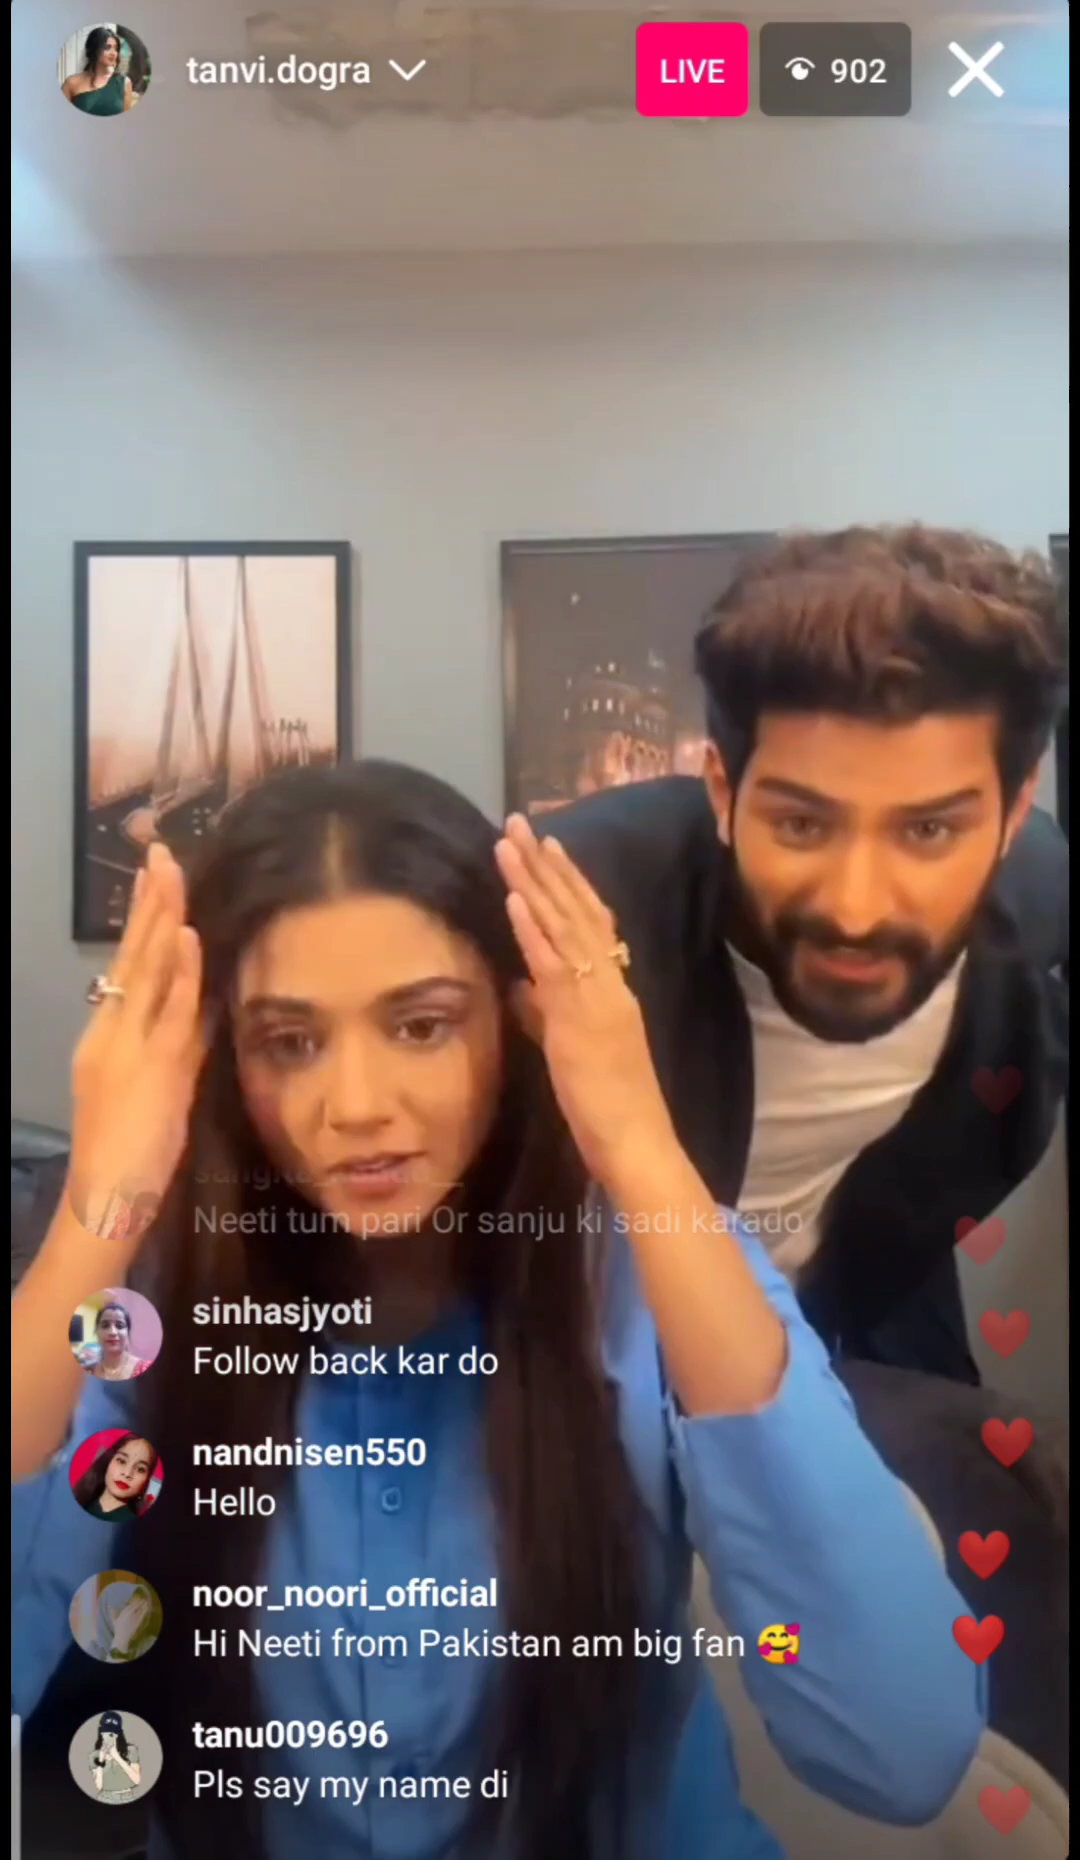 tanvi.dogra
LIVE
902
Neeti tum pari Or sanju ki sadi karado
sinhasjyoti
Follow back kar do
nandnisen550
Hello
noor_noori_official
Hi Neeti from Pakistan am big fan 🥰
tanu009696
Pls say my name di